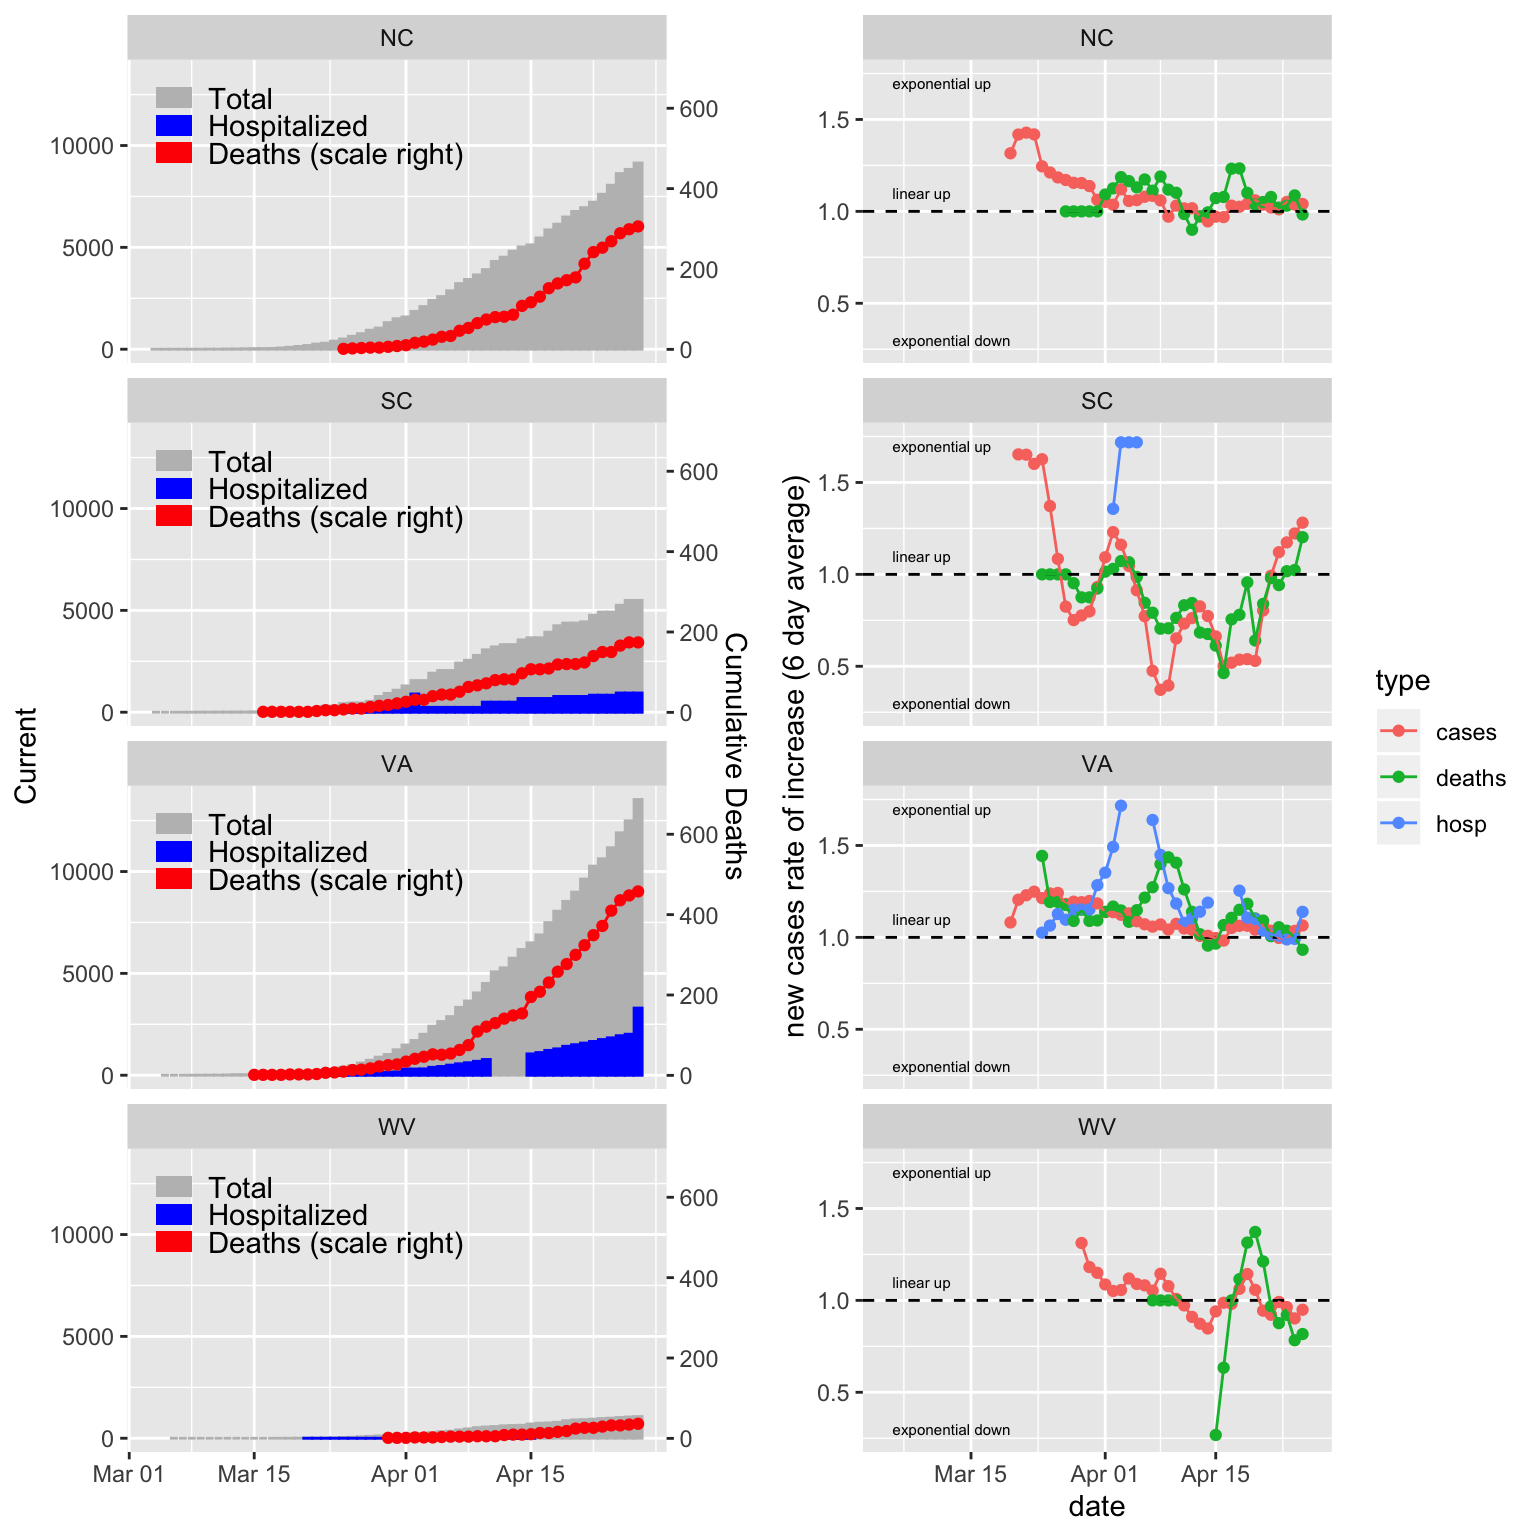 NC
Total
Hospitalized
Deaths (scale right)
10000
5000
0
600
400
200
0
SC
Total
Hospitalized
Deaths (scale right)
10000
5000
0
600
400
200
0
VA
Total
Hospitalized
Deaths (scale right)
10000
5000
0
600
400
200
0
WV
Total
Hospitalized
Deaths (scale right)
10000
5000
0
600
400
200
0
Mar 01
Mar 15
Apr 01
Apr 15
Current
Cumulative Deaths
NC
exponential up
linear up
exponential down
1.5
1.0
0.5
SC
exponential up
linear up
exponential down
1.5
1.0
0.5
VA
exponential up
linear up
exponential down
1.5
1.0
0.5
WV
exponential up
linear up
exponential down
1.5
1.0
0.5
Mar 15
Apr 01
Apr 15
date
new cases rate of increase (6 day average)
type
cases
deaths
hosp